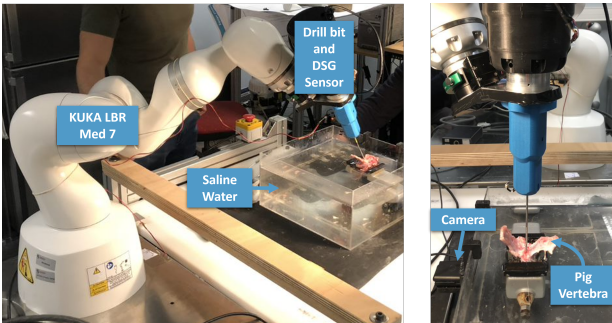 Drill bit
and
DSG
Sensor
KUKA LBR
Med 7
Saline
Water
Camera
Pig
Vertebra